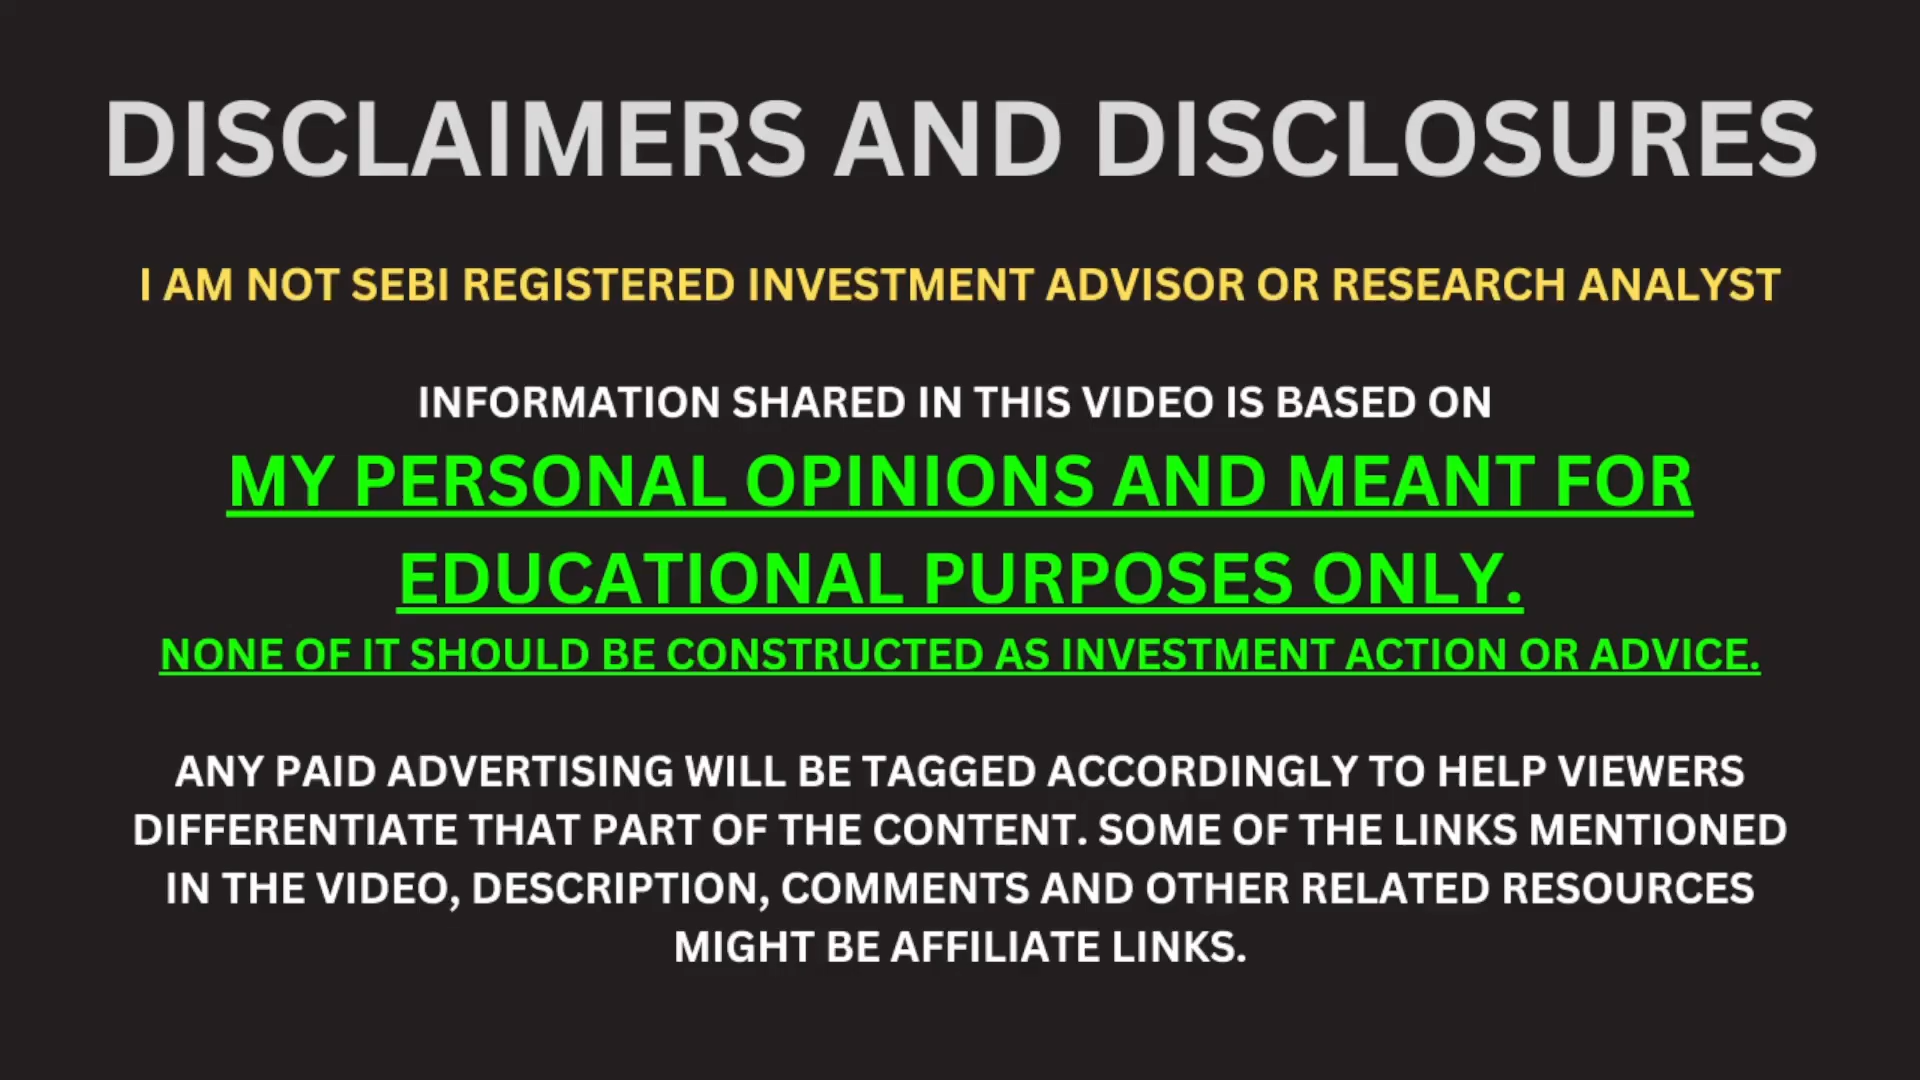 DISCLAIMERS AND DISCLOSURES
I AM NOT SEBI REGISTERED INVESTMENT ADVISOR OR RESEARCH ANALYST
INFORMATION SHARED IN THIS VIDEO IS BASED ON
MY PERSONAL OPINIONS AND MEANT FOR
EDUCATIONAL PURPOSES ONLY.
NONE OF IT SHOULD BE CONSTRUCTED AS INVESTMENT ACTION OR ADVICE.
ANY PAID ADVERTISING WILL BE TAGGED ACCORDINGLY TO HELP VIEWERS
DIFFERENTIATE THAT PART OF THE CONTENT. SOME OF THE LINKS MENTIONED
IN THE VIDEO, DESCRIPTION, COMMENTS AND OTHER RELATED RESOURCES
MIGHT BE AFFILIATE LINKS.